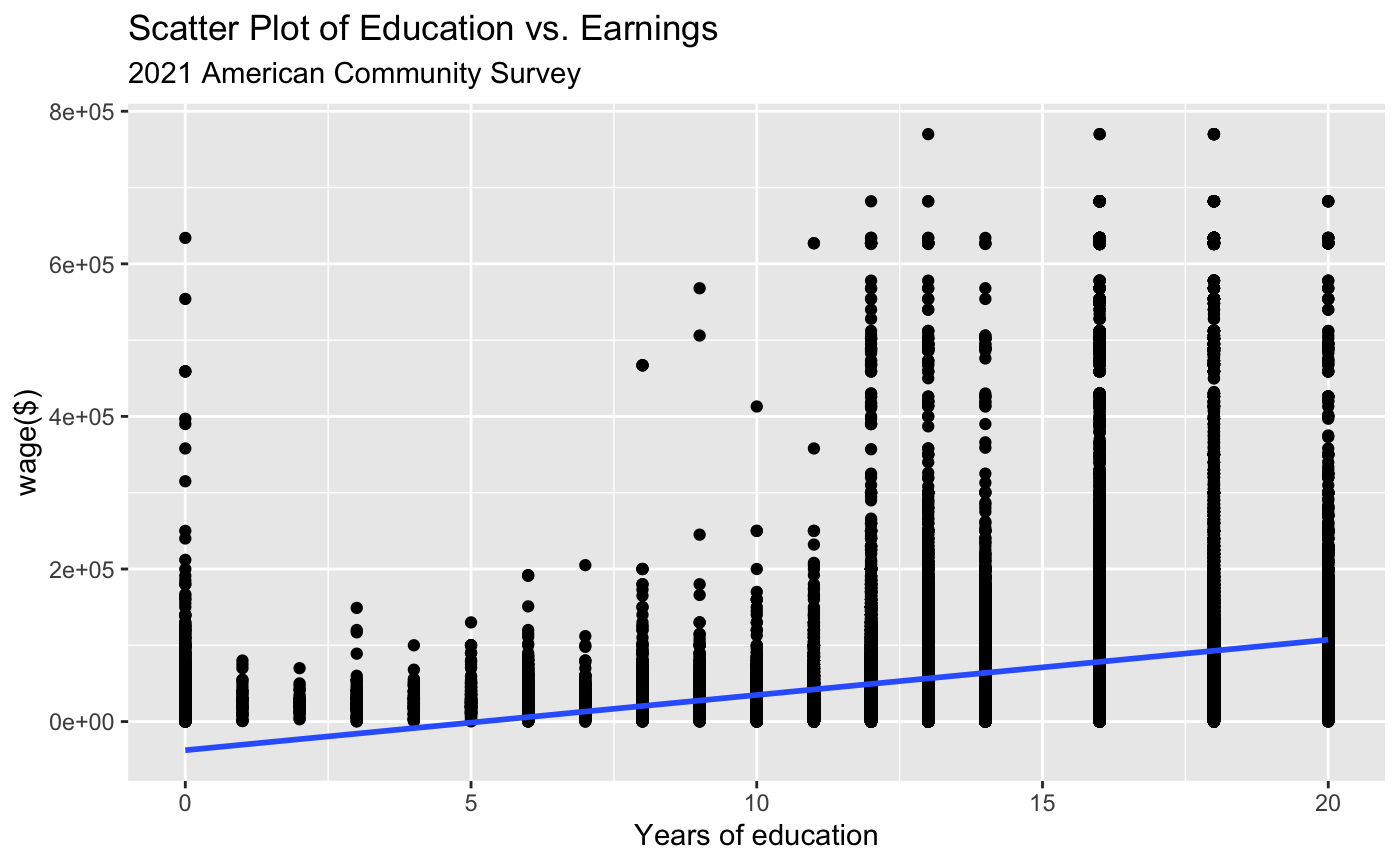 Scatter Plot of Education vs. Earnings
2021 American Community Survey
8e+05
6e+05
4e+05
2e+05
0e+00
wage($)
0 5 10 15 20
Years of education